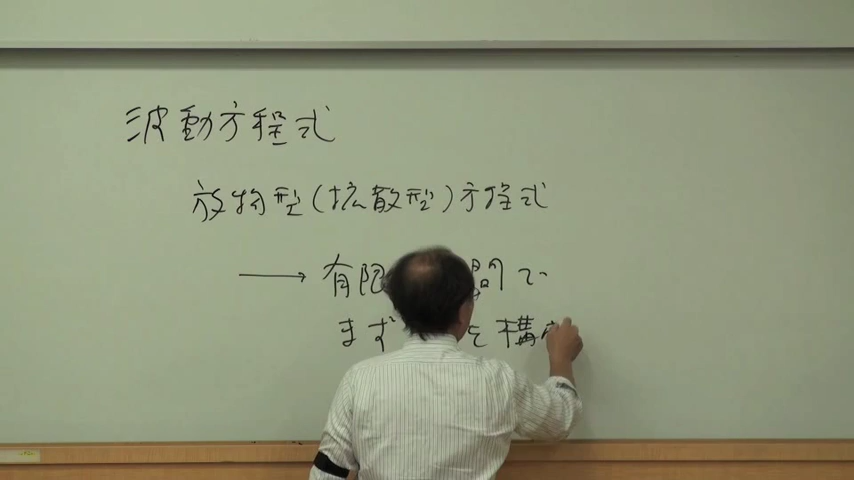 波動方程式
放物型(拡散型)方程式
→ 有限 間で
まず を構